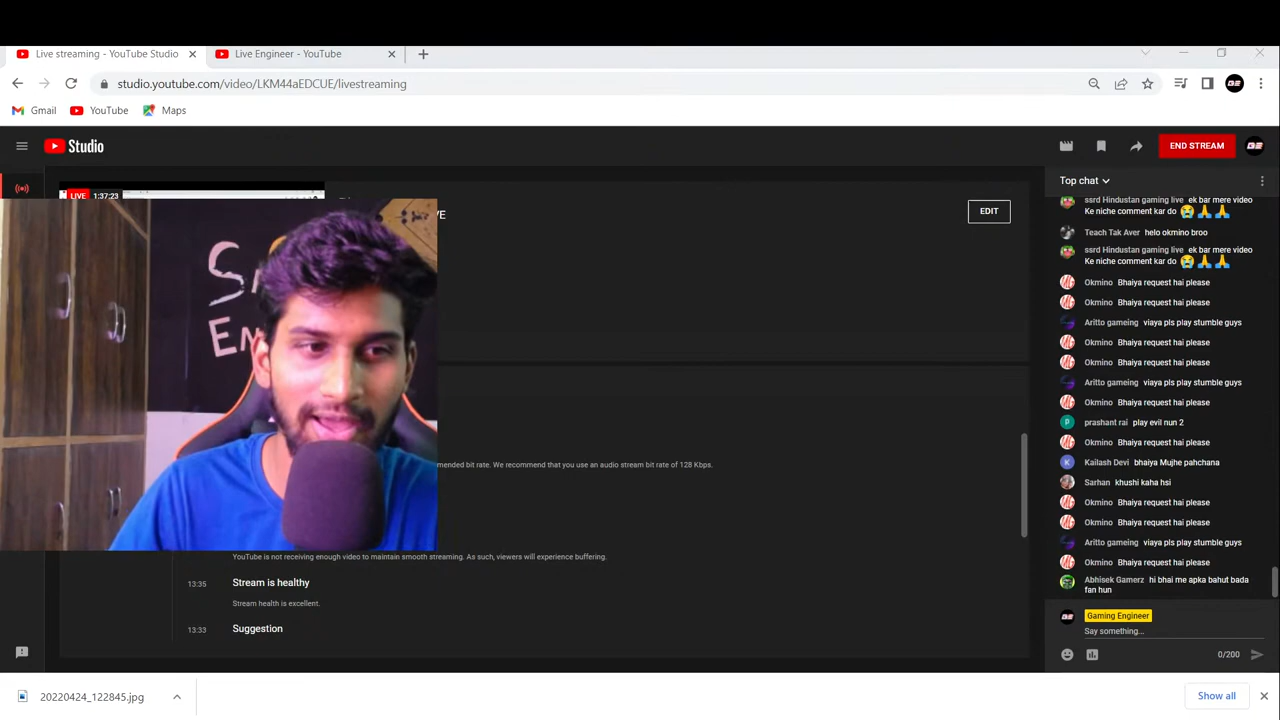 Live streaming - YouTube Studio
Live Engineer - YouTube
studio.youtube.com/video/LKM44aEDCUE/livestreaming
Gmail
YouTube
Maps
Studio
END STREAM
LIVE 1:37:23
VE
EDIT
mended bit rate. We recommend that you use an audio stream bit rate of 128 Kbps.
YouTube is not receiving enough video to maintain smooth streaming. As such, viewers will experience buffering.
13:35 Stream is healthy
Stream health is excellent.
13:33 Suggestion
Top chat
ssrd Hindustan gaming live ek bar mere video
Ke niche comment kar do 😭🙏🙏
Teach Tak Aver helo okmino broo
ssrd Hindustan gaming live ek bar mere video
Ke niche comment kar do 😭🙏🙏
Okmino Bhaiya request hai please
Okmino Bhaiya request hai please
Aritto gameing viaya pls play stumble guys
Okmino Bhaiya request hai please
Okmino Bhaiya request hai please
Aritto gameing viaya pls play stumble guys
Okmino Bhaiya request hai please
prashant rai play evil nun 2
Okmino Bhaiya request hai please
Kailash Devi bhaiya Mujhe pahchana
Sarhan khushi kaha hsi
Okmino Bhaiya request hai please
Okmino Bhaiya request hai please
Aritto gameing viaya pls play stumble guys
Okmino Bhaiya request hai please
Abhisek Gamerz hi bhai me apka bahut bada
fan hun
Gaming Engineer
Say something...
0/200
20220424_122845.jpg
Show all